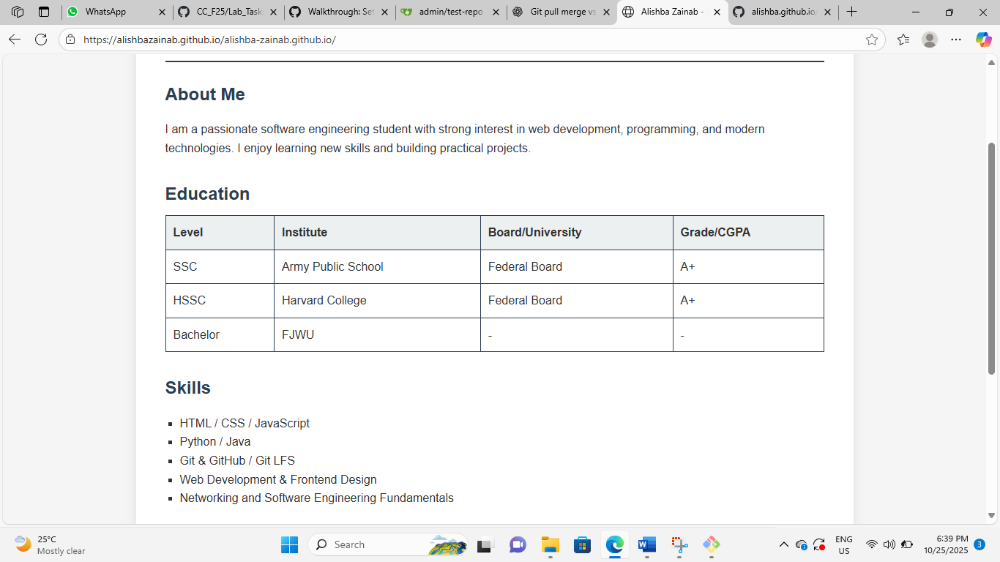 WhatsApp
CC_F25/Lab_Task
Walkthrough: Set
admin/test-repo
Git pull merge vs
Alishba Zainab -
alishba.github.io/
https://alishbazainab.github.io/alishba-zainab.github.io/
About Me
I am a passionate software engineering student with strong interest in web development, programming, and modern
technologies. I enjoy learning new skills and building practical projects.
Education
Level Institute Board/University Grade/CGPA
SSC Army Public School Federal Board A+
HSSC Harvard College Federal Board A+
Bachelor FJWU - -
Skills
HTML / CSS / JavaScript
Python / Java
Git & GitHub / Git LFS
Web Development & Frontend Design
Networking and Software Engineering Fundamentals
25°C
Mostly clear
Search
ENG
US
6:39 PM
10/25/2025
3